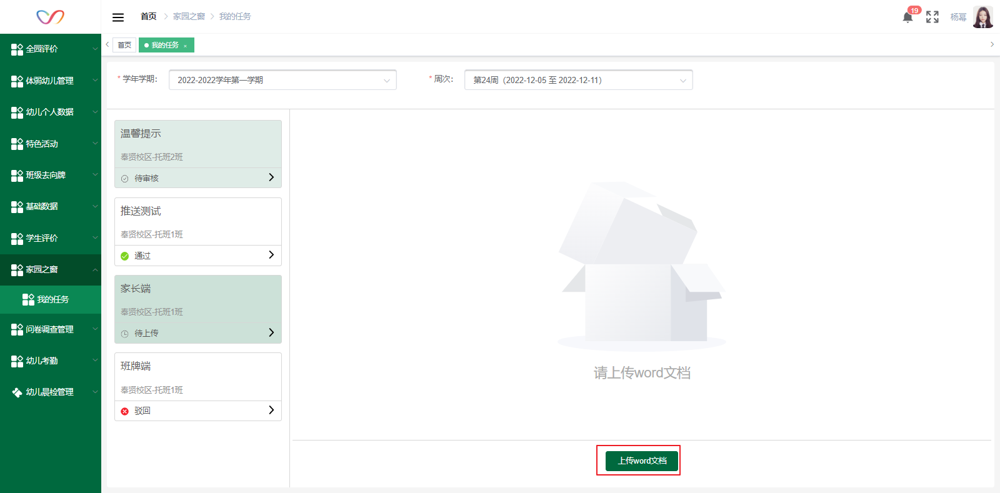 首页 家园之窗 我的任务
19
杨幂
首页 我的任务 ×
全园评价
体弱幼儿管理
幼儿个人数据
特色活动
班级去向牌
基础数据
学生评价
家园之窗
我的任务
问卷调查管理
幼儿考勤
幼儿晨检管理
* 学年学期: 2022-2022学年第一学期
* 周次: 第24周（2022-12-05 至 2022-12-11）
温馨提示
奉贤校区-托班2班
待审核
推送测试
奉贤校区-托班1班
通过
家长端
奉贤校区-托班1班
待上传
班牌端
奉贤校区-托班1班
驳回
请上传word文档
上传word文档